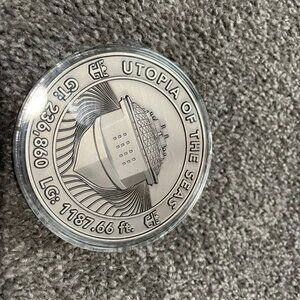 UTOPIA OF THE SEAS
GT: 236,860 LG: 1187.66 ft.